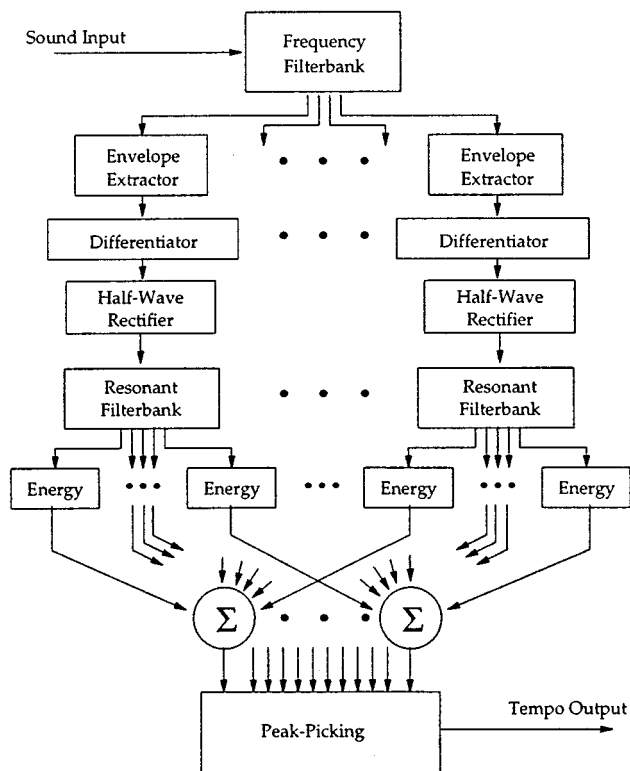 Sound Input
Frequency
Filterbank
Envelope
Extractor
Envelope
Extractor
Differentiator
Differentiator
Half-Wave
Rectifier
Half-Wave
Rectifier
Resonant
Filterbank
Resonant
Filterbank
Energy
Energy
Energy
Energy
Σ
Σ
Peak-Picking
Tempo Output